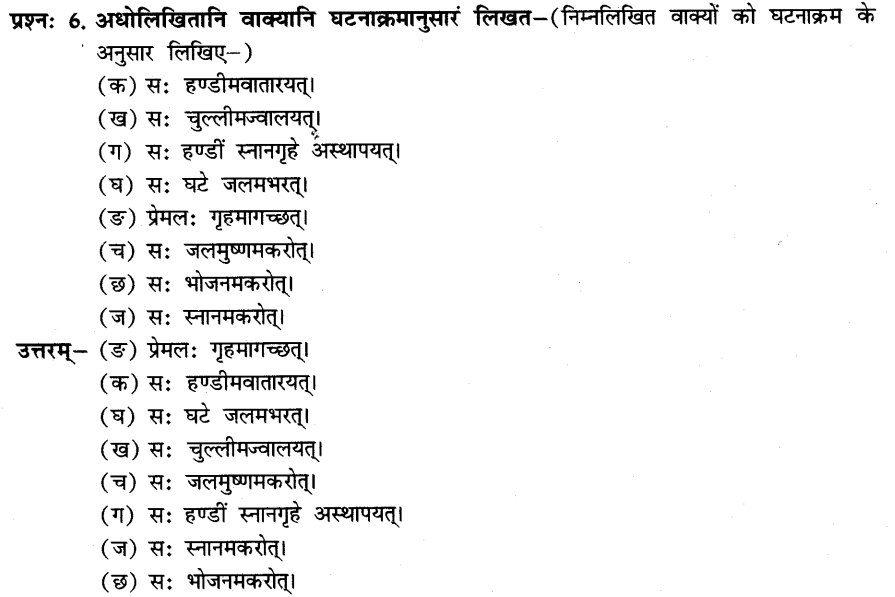 प्रश्न: 6. अधोलिखितानि वाक्यानि घटनाक्रमानुसारं लिखत–(निम्नलिखित वाक्यों को घटनाक्रम के
अनुसार लिखिए–)
(क) स: हण्डीमवातारयत्।
(ख) स: चुल्लीमज्वालयत्।
(ग) स: हण्डीं स्नानगृहे अस्थापयत्।
(घ) स: घटे जलमभरत्।
(ङ) प्रेमल: गृहमागच्छत्।
(च) स: जलमुष्णमकरोत्।
(छ) स: भोजनमकरोत्।
(ज) स: स्नानमकरोत्।
उत्तरम्– (ङ) प्रेमल: गृहमागच्छत्।
(क) स: हण्डीमवातारयत्।
(घ) स: घटे जलमभरत्।
(ख) स: चुल्लीमज्वालयत्।
(च) स: जलमुष्णमकरोत्।
(ग) स: हण्डीं स्नानगृहे अस्थापयत्।
(ज) स: स्नानमकरोत्।
(छ) स: भोजनमकरोत्।